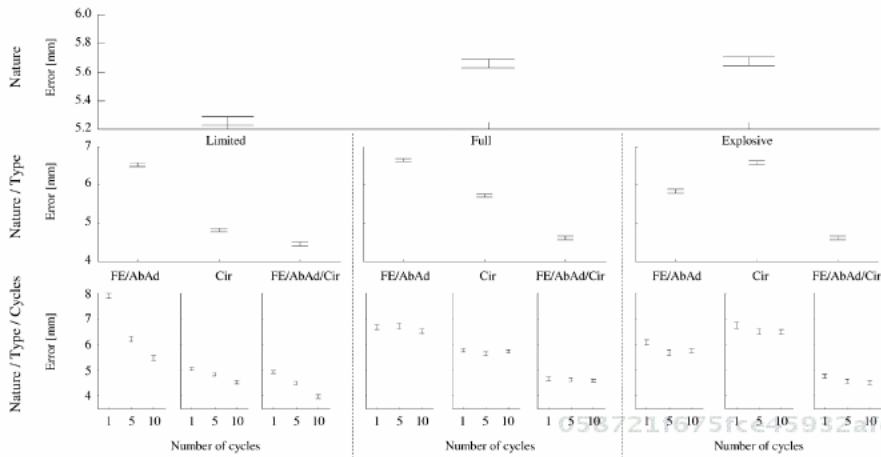 6.0
5.8
5.6
5.4
5.2
Nature
Error [mm]
Limited Full Explosive
7
6
5
4
Nature / Type
Error [mm]
FE/AbAd Cir FE/AbAd/Cir FE/AbAd Cir FE/AbAd/Cir FE/AbAd Cir FE/AbAd/Cir
8
7
6
5
4
Nature / Type / Cycles
Error [mm]
1 5 10 1 5 10 1 5 10 1 5 10 1 5 10 1 5 10 1 5 10 1 5 10 1 5 10
Number of cycles Number of cycles Number of cycles